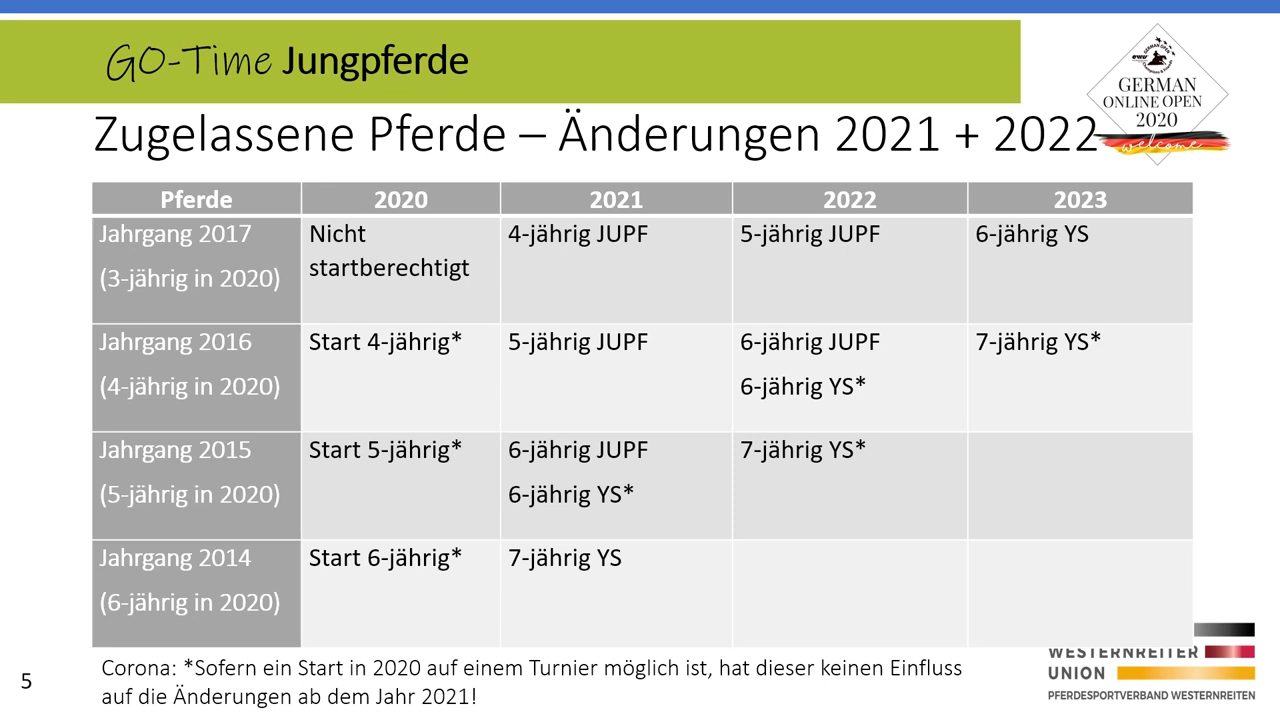 GO-Time Jungpferde
GERMAN OPEN
ewu
GERMAN
ONLINE OPEN
2020
welcome
Zugelassene Pferde – Änderungen 2021 + 2022
Pferde 2020 2021 2022 2023
Jahrgang 2017
(3-jährig in 2020)
Nicht
startberechtigt
4-jährig JUPF
5-jährig JUPF
6-jährig YS
Jahrgang 2016
(4-jährig in 2020)
Start 4-jährig*
5-jährig JUPF
6-jährig JUPF
6-jährig YS*
7-jährig YS*
Jahrgang 2015
(5-jährig in 2020)
Start 5-jährig*
6-jährig JUPF
6-jährig YS*
7-jährig YS*
Jahrgang 2014
(6-jährig in 2020)
Start 6-jährig*
7-jährig YS
Corona: *Sofern ein Start in 2020 auf einem Turnier möglich ist, hat dieser keinen Einfluss
auf die Änderungen ab dem Jahr 2021!
5
WESTERNREITER
UNION
PFERDESPORTVERBAND WESTERNREITEN